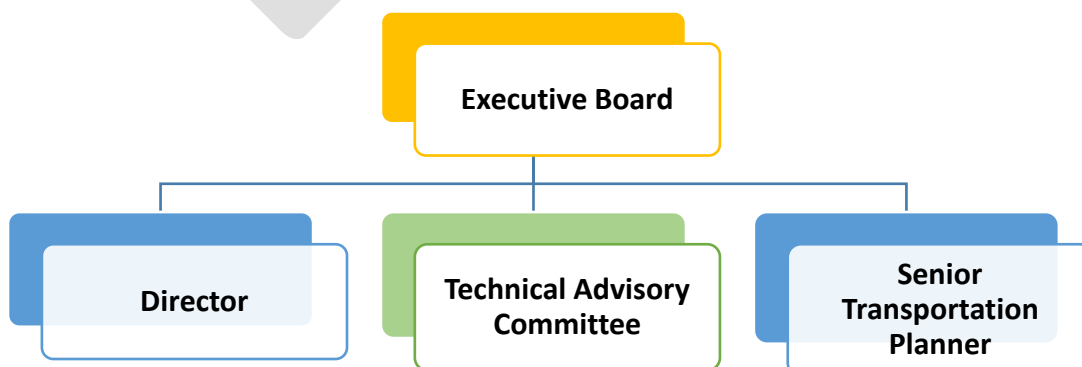 Executive Board
Director
Technical Advisory
Committee
Senior
Transportation
Planner